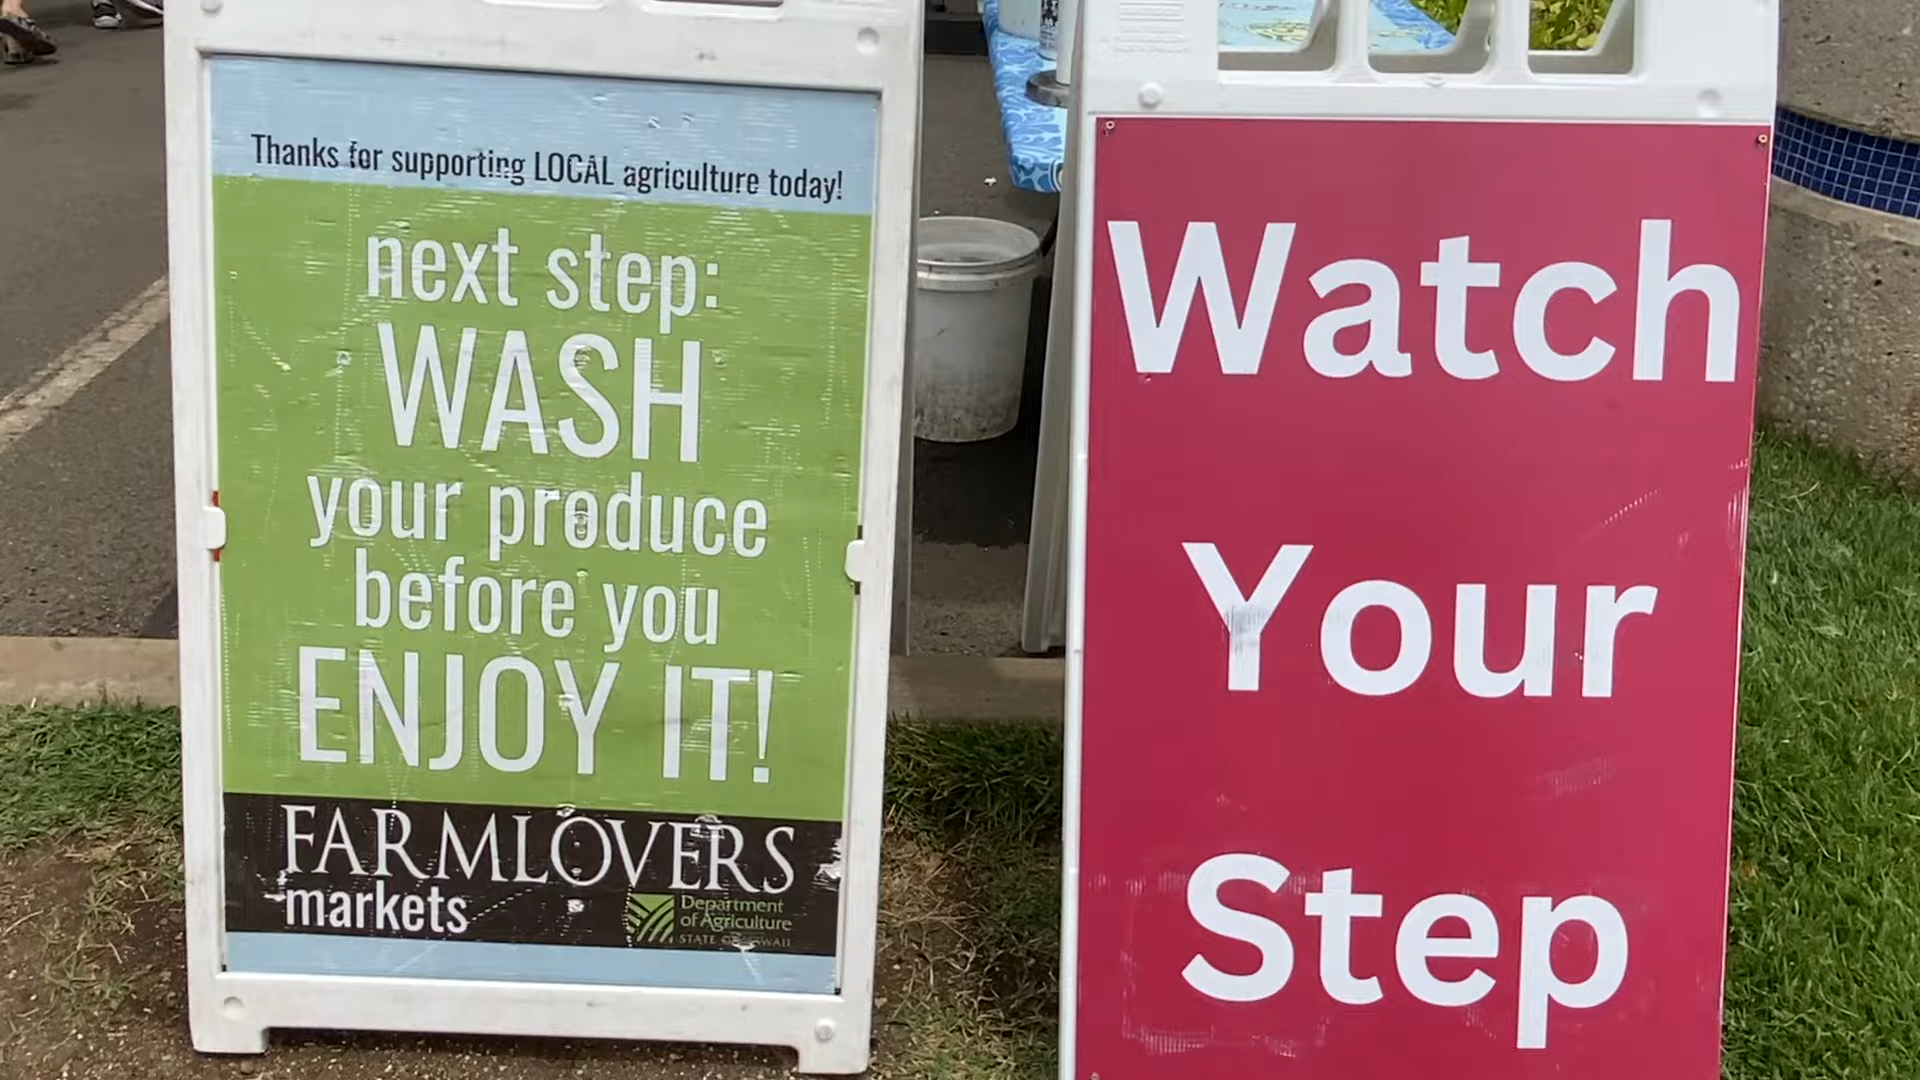 Thanks for supporting LOCAL agriculture today!
next step:
WASH
your produce
before you
ENJOY IT!
FARMLOVERS
markets
Department
of Agriculture
STATE OF HAWAII
Watch
Your
Step